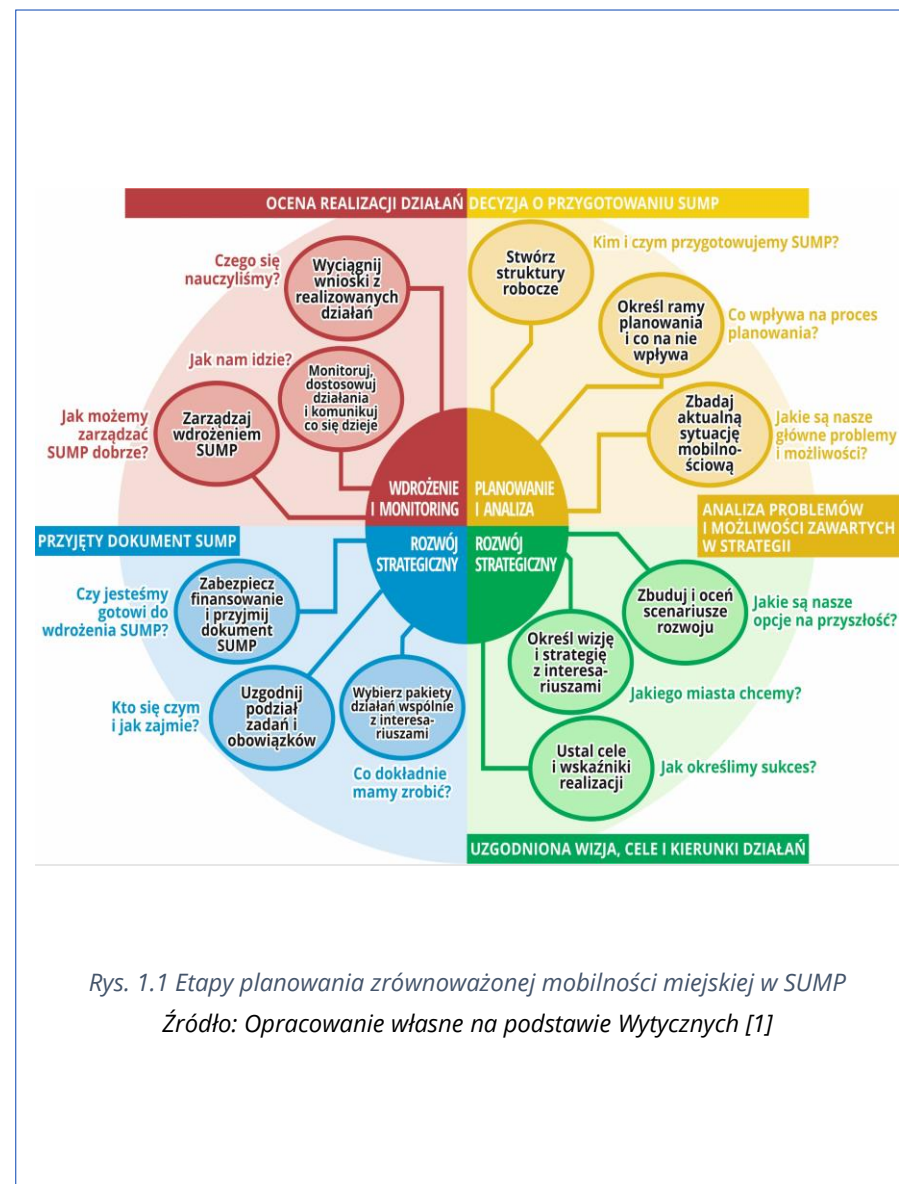 OCENA REALIZACJI DZIAŁAŃ
DECYZJA O PRZYGOTOWANIU SUMP
Czego się
nauczyliśmy?
Wyciągnij
wnioski z
realizowanych
działań
Jak nam idzie?
Monitoruj,
dostosowuj
działania
i komunikuj
co się dzieje
Jak możemy
zarządzać
SUMP dobrze?
Zarządzaj
wdrożeniem
SUMP
WDROŻENIE
I MONITORING
Stwórz
struktury
robocze
Kim i czym przygotowujemy SUMP?
Określ ramy
planowania
i co na nie
wpływa
Co wpływa na proces
planowania?
Zbadaj
aktualną
sytuację
mobilno-
ściową
Jakie są nasze
główne problemy
i możliwości?
PLANOWANIE
I ANALIZA
ANALIZA PROBLEMÓW
I MOŻLIWOŚCI ZAWARTYCH
W STRATEGII
PRZYJĘTY DOKUMENT SUMP
ROZWÓJ
STRATEGICZNY
Czy jesteśmy
gotowi do
wdrożenia SUMP?
Zabezpiecz
finansowanie
i przyjmij
dokument
SUMP
Kto się czym
i jak zajmie?
Uzgodnij
podział
zadań i
obowiązków
Wybierz pakiety
działań wspólnie
z interesa-
riuszami
Co dokładnie
mamy zrobić?
ROZWÓJ
STRATEGICZNY
Zbuduj i oceń
scenariusze
rozwoju
Jakie są nasze
opcje na przyszłość?
Określ wizję
i strategię
z interesa-
riuszami
Jakiego miasta chcemy?
Ustal cele
i wskaźniki
realizacji
Jak określimy sukces?
UZGODNIONA WIZJA, CELE I KIERUNKI DZIAŁAŃ
Rys. 1.1 Etapy planowania zrównoważonej mobilności miejskiej w SUMP
Źródło: Opracowanie własne na podstawie Wytycznych [1]